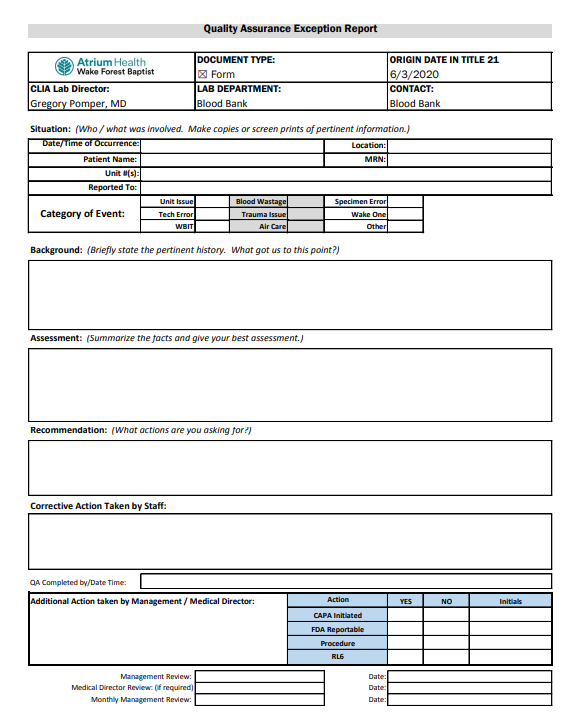 Quality Assurance Exception Report
Atrium Health
Wake Forest Baptist
DOCUMENT TYPE:
☒ Form
ORIGIN DATE IN TITLE 21
6/3/2020
CLIA Lab Director:
Gregory Pomper, MD
LAB DEPARTMENT:
Blood Bank
CONTACT:
Blood Bank
Situation: (Who / what was involved. Make copies or screen prints of pertinent information.)
Date/Time of Occurrence: Location:
Patient Name: MRN:
Unit #(s):
Reported To:
Category of Event:
Unit Issue Blood Wastage Specimen Error
Tech Error Trauma Issue Wake One
WBIT Air Care Other
Background: (Briefly state the pertinent history. What got us to this point?)
Assessment: (Summarize the facts and give your best assessment.)
Recommendation: (What actions are you asking for?)
Corrective Action Taken by Staff:
QA Completed by/Date Time:
Additional Action taken by Management / Medical Director:
Action YES NO Initials
CAPA Initiated
FDA Reportable
Procedure
RL6
Management Review: Date:
Medical Director Review: (if required) Date:
Monthly Management Review: Date: